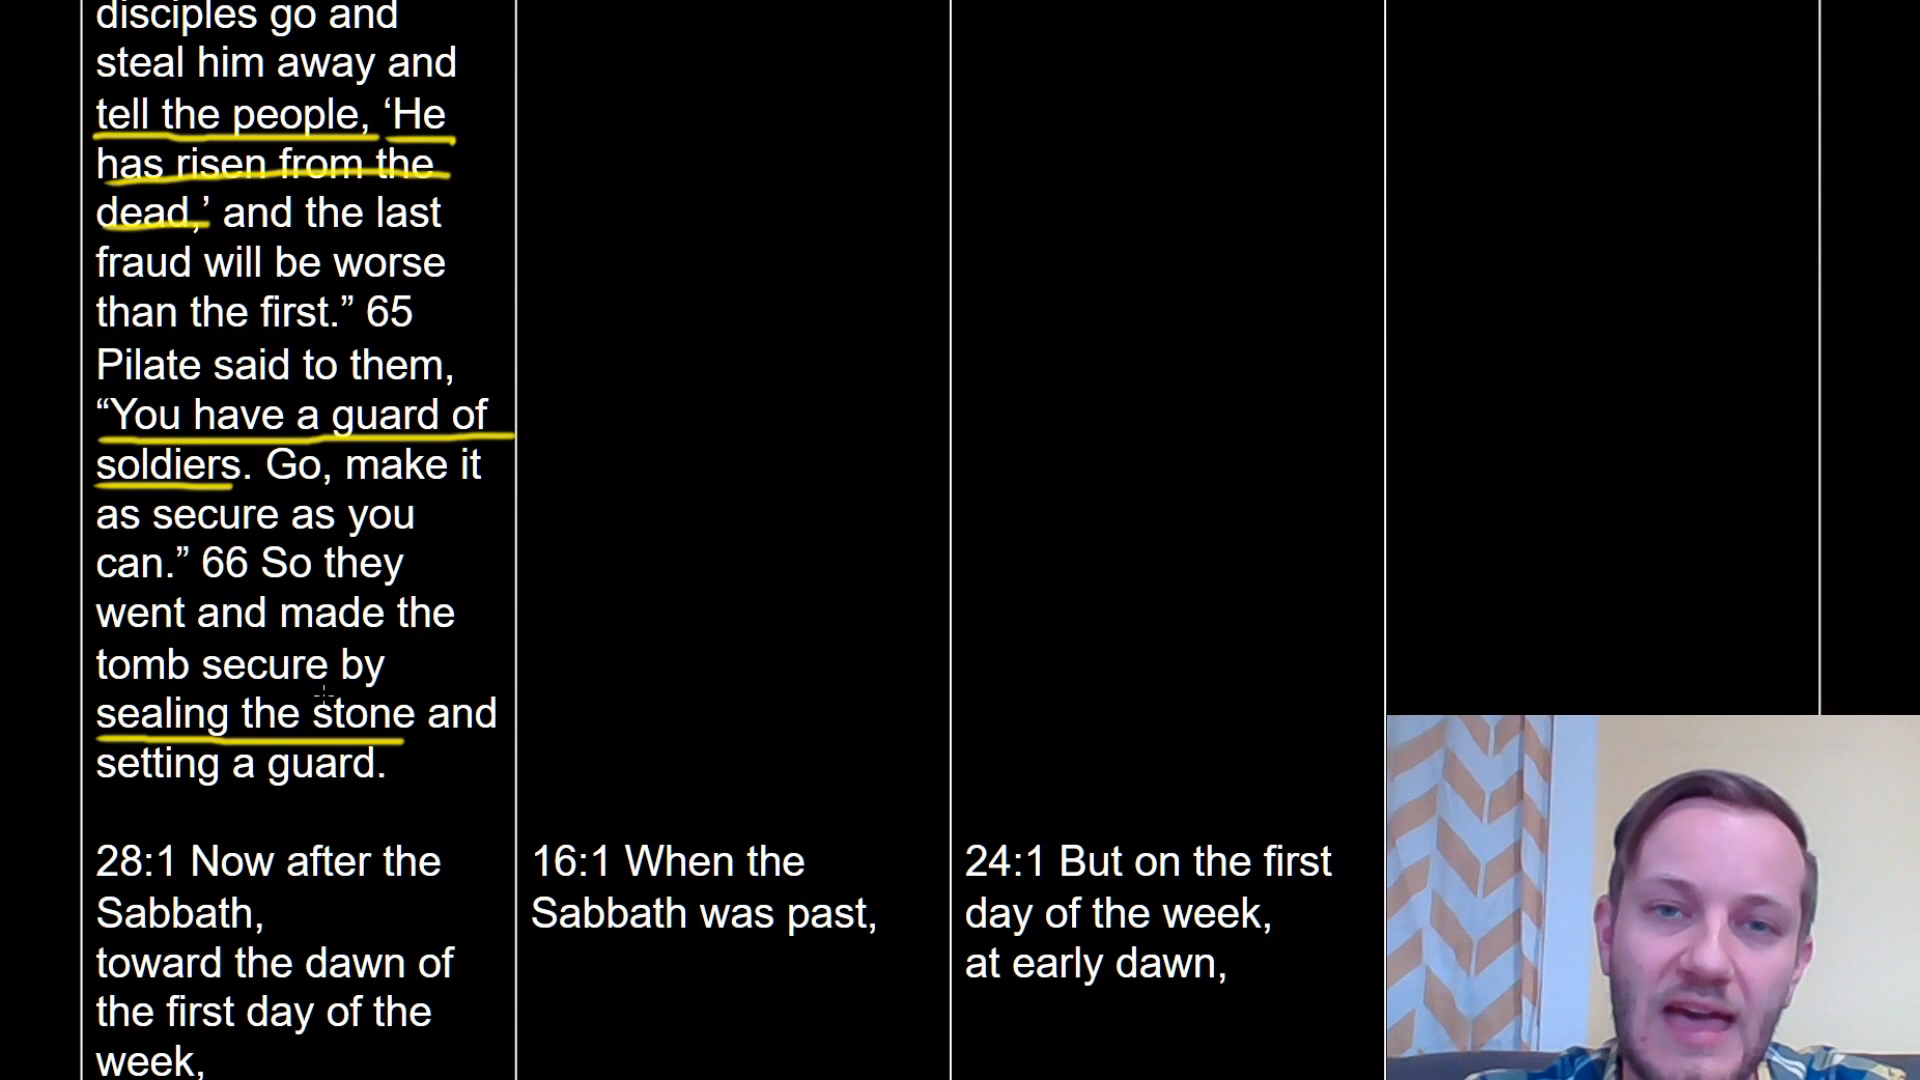 disciples go and
steal him away and
tell the people, ‘He
has risen from the
dead,’ and the last
fraud will be worse
than the first.” 65
Pilate said to them,
“You have a guard of
soldiers. Go, make it
as secure as you
can.” 66 So they
went and made the
tomb secure by
sealing the stone and
setting a guard.
28:1 Now after the
Sabbath,
toward the dawn of
the first day of the
week,
16:1 When the
Sabbath was past,
24:1 But on the first
day of the week,
at early dawn,